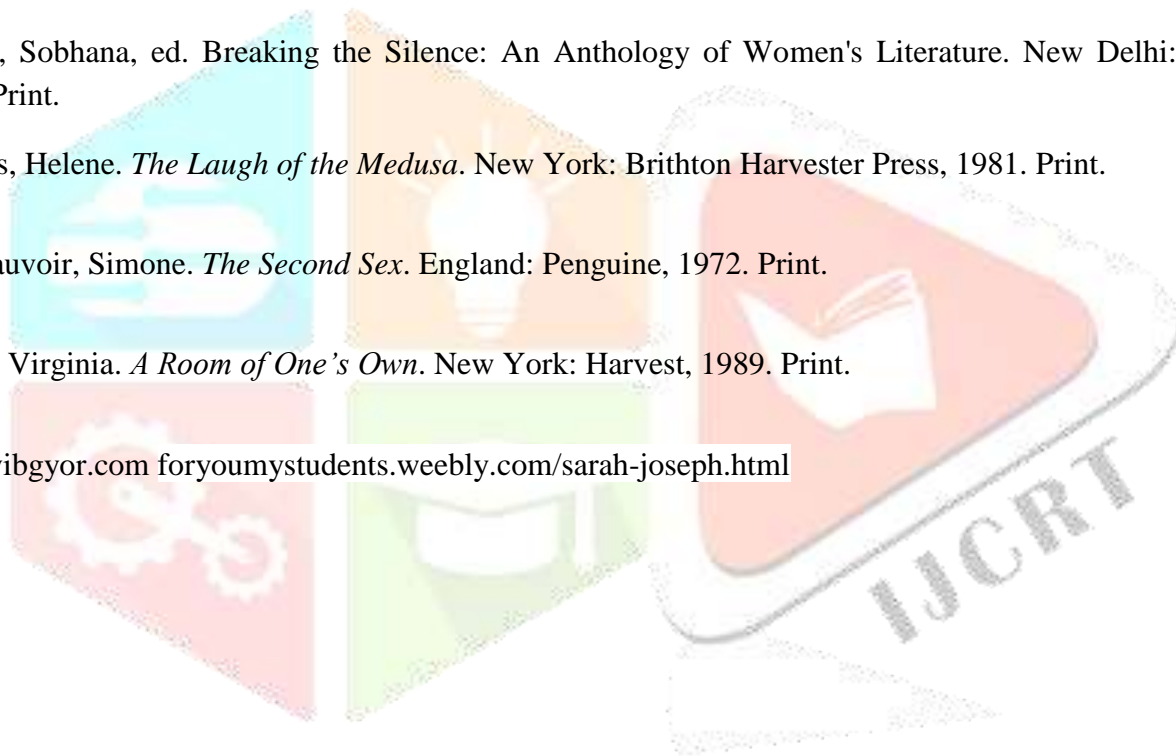 , Sobhana, ed. Breaking the Silence: An Anthology of Women's Literature. New Delhi:
Print.
s, Helene. The Laugh of the Medusa. New York: Brithton Harvester Press, 1981. Print.
auvoir, Simone. The Second Sex. England: Penguine, 1972. Print.
Virginia. A Room of One’s Own. New York: Harvest, 1989. Print.
vibgyor.com foryoumystudents.weebly.com/sarah-joseph.html
IJCRT